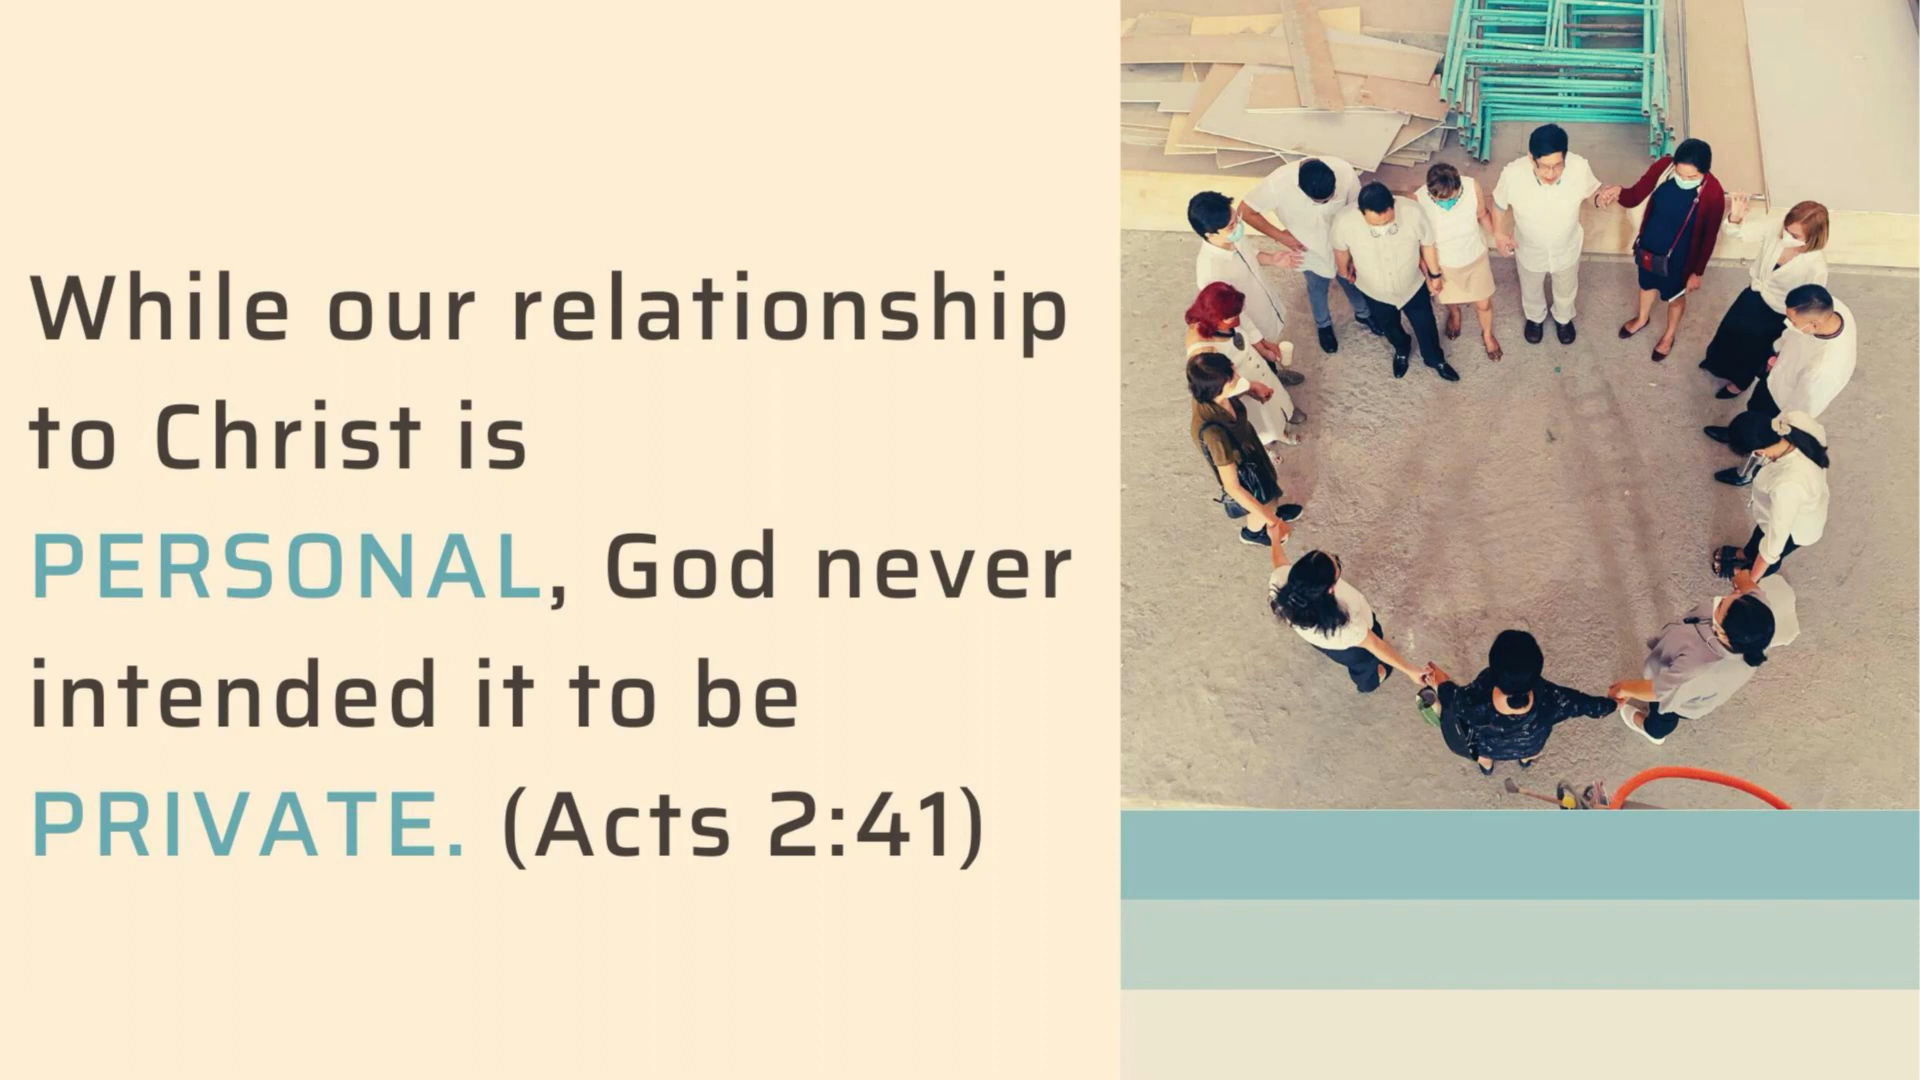 While our relationship
to Christ is
PERSONAL, God never
intended it to be
PRIVATE. (Acts 2:41)